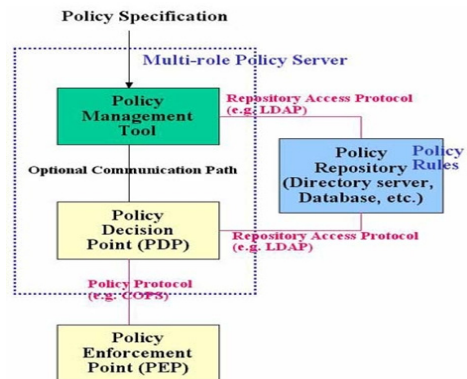 Policy Specification
Multi-role Policy Server
Policy
Management
Tool
Repository Access Protocol
(e.g. LDAP)
Policy
Repository
(Directory server,
Database, etc.)
Policy
Rules
Optional Communication Path
Policy
Decision
Point (PDP)
Repository Access Protocol
(e.g. LDAP)
Policy Protocol
(e.g. COPS)
Policy
Enforcement
Point (PEP)